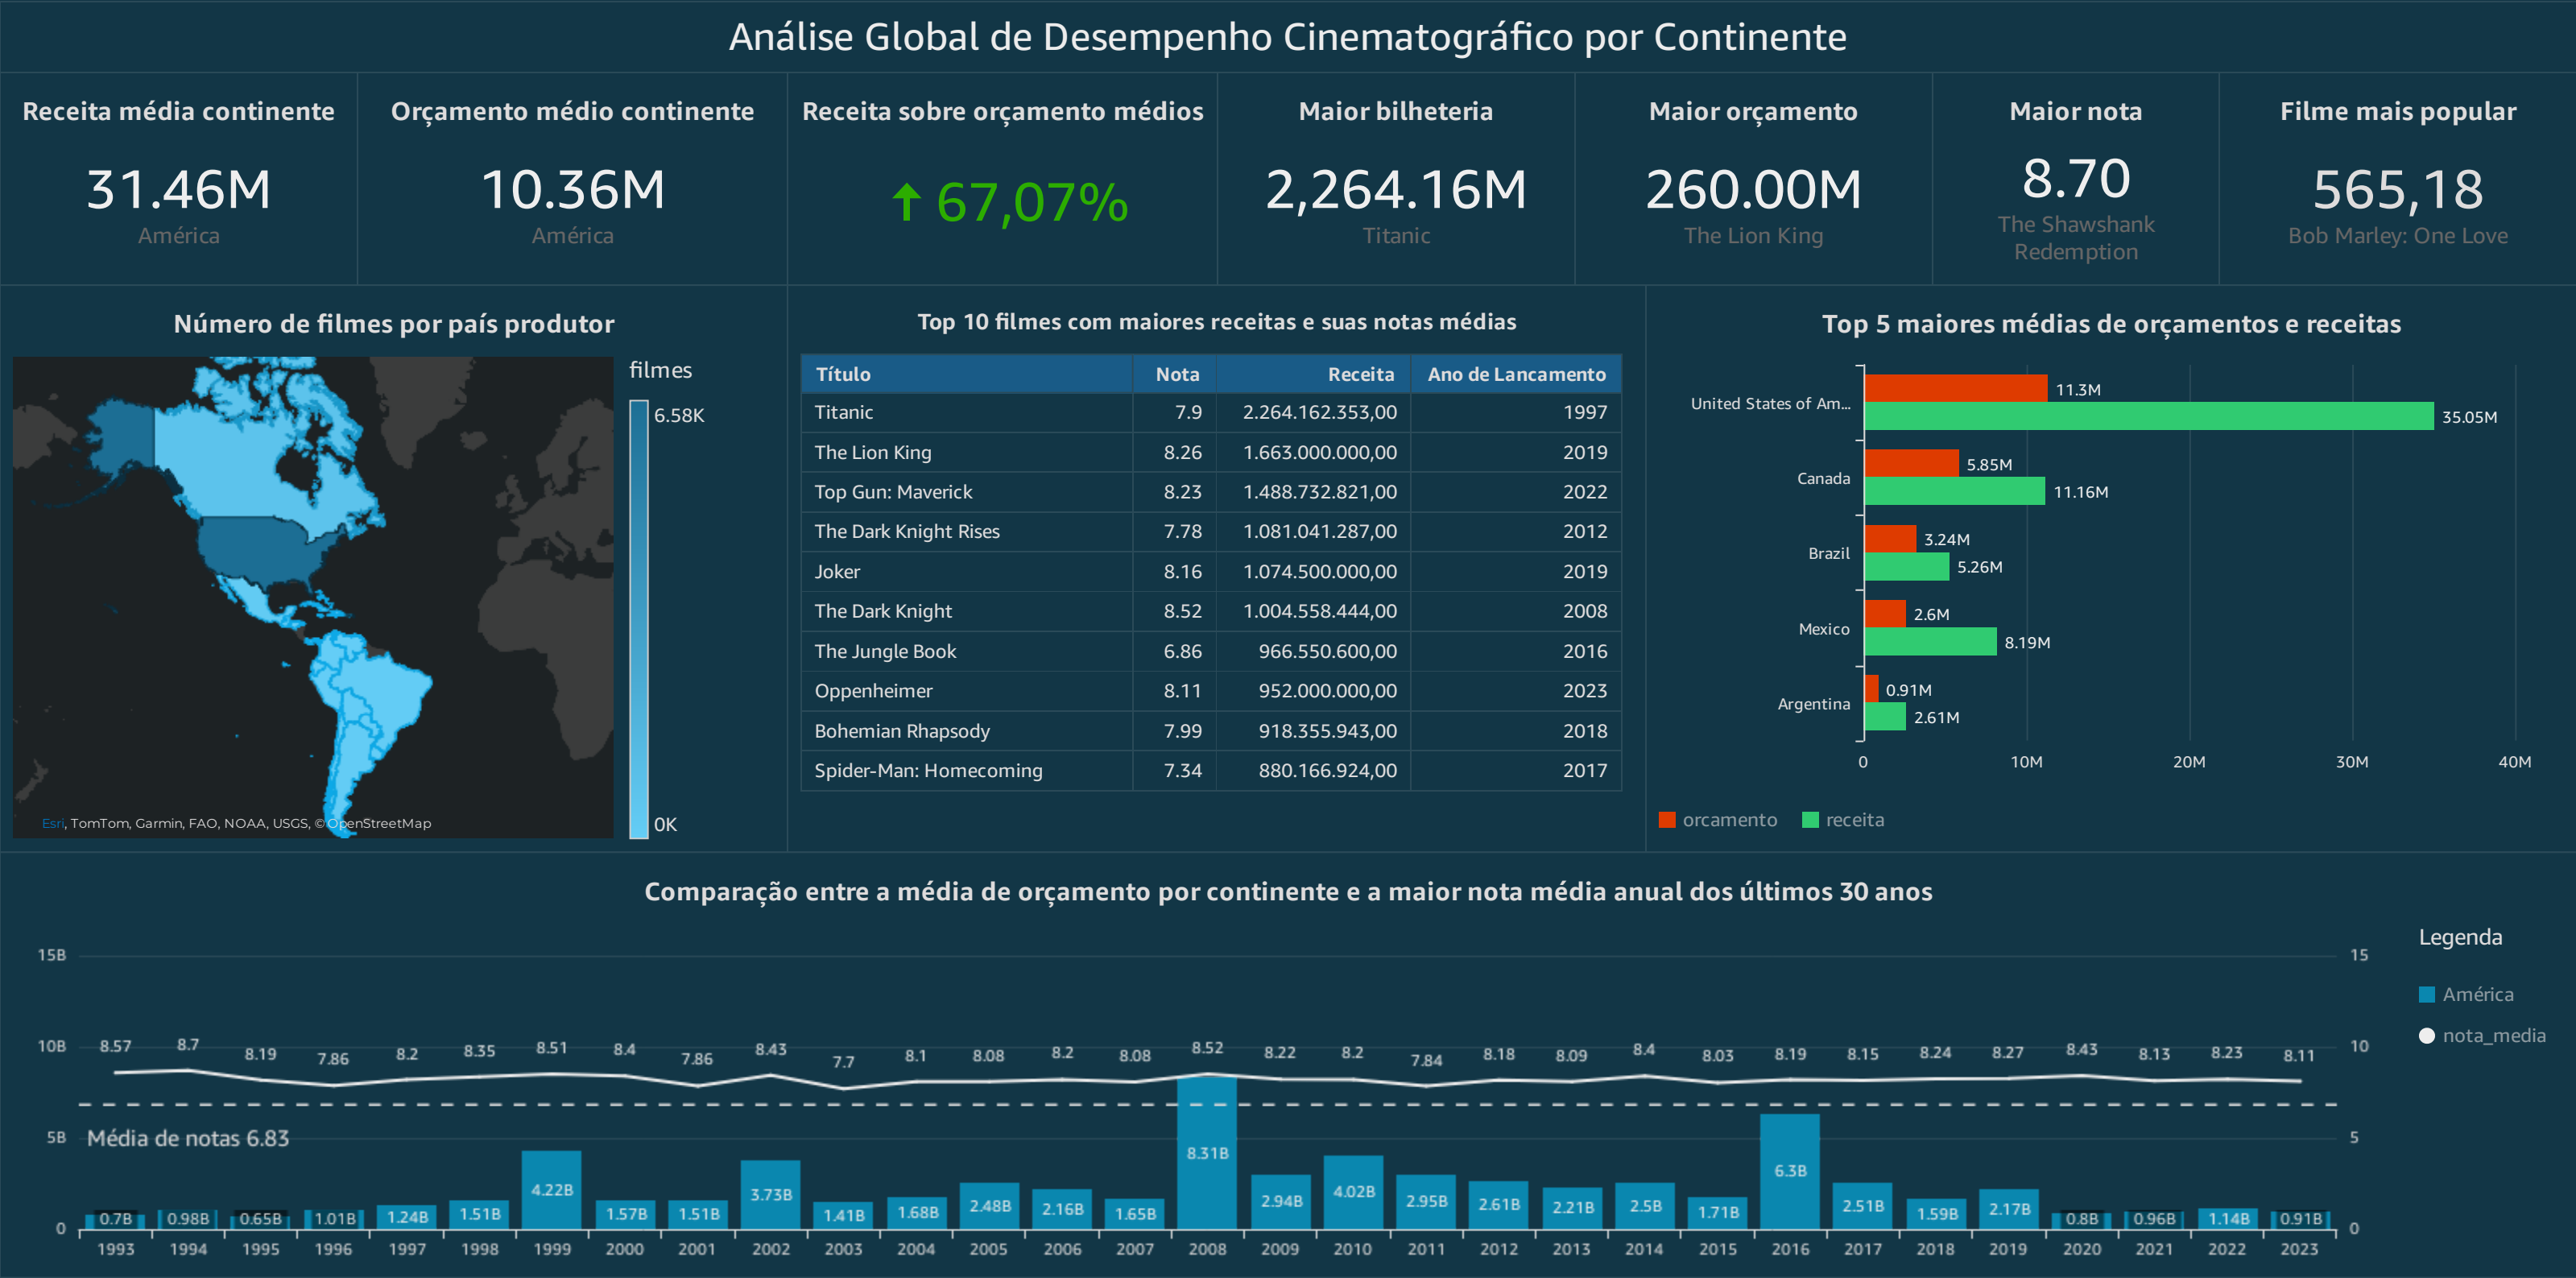 Análise Global de Desempenho Cinematográfico por Continente
Receita média continente
31.46M
América
Orçamento médio continente
10.36M
América
Receita sobre orçamento médios
67,07%
Maior bilheteria
2,264.16M
Titanic
Maior orçamento
260.00M
The Lion King
Maior nota
8.70
The Shawshank
Redemption
Filme mais popular
565,18
Bob Marley: One Love
Número de filmes por país produtor
filmes
6.58K
0K
Esri, TomTom, Garmin, FAO, NOAA, USGS, © OpenStreetMap
Top 10 filmes com maiores receitas e suas notas médias
Título Nota Receita Ano de Lancamento
Titanic 7.9 2.264.162.353,00 1997
The Lion King 8.26 1.663.000.000,00 2019
Top Gun: Maverick 8.23 1.488.732.821,00 2022
The Dark Knight Rises 7.78 1.081.041.287,00 2012
Joker 8.16 1.074.500.000,00 2019
The Dark Knight 8.52 1.004.558.444,00 2008
The Jungle Book 6.86 966.550.600,00 2016
Oppenheimer 8.11 952.000.000,00 2023
Bohemian Rhapsody 7.99 918.355.943,00 2018
Spider-Man: Homecoming 7.34 880.166.924,00 2017
Top 5 maiores médias de orçamentos e receitas
United States of Am... 11.3M 35.05M
Canada 5.85M 11.16M
Brazil 3.24M 5.26M
Mexico 2.6M 8.19M
Argentina 0.91M 2.61M
0 10M 20M 30M 40M
orcamento receita
Comparação entre a média de orçamento por continente e a maior nota média anual dos últimos 30 anos
Legenda
América
nota_media
15B 15
10B 10
8.57 8.7 8.19 7.86 8.2 8.35 8.51 8.4 7.86 8.43 7.7 8.1 8.08 8.2 8.08 8.52 8.22 8.2 7.84 8.18 8.09 8.4 8.03 8.19 8.15 8.24 8.27 8.43 8.13 8.23 8.11
5B 5
Média de notas 6.83
0.7B 0.98B 0.65B 1.01B 1.24B 1.51B 4.22B 1.57B 1.51B 3.73B 1.41B 1.68B 2.48B 2.16B 1.65B 8.31B 2.94B 4.02B 2.95B 2.61B 2.21B 2.5B 1.71B 6.3B 2.51B 1.59B 2.17B 0.8B 0.96B 1.14B 0.91B
0 0
1993 1994 1995 1996 1997 1998 1999 2000 2001 2002 2003 2004 2005 2006 2007 2008 2009 2010 2011 2012 2013 2014 2015 2016 2017 2018 2019 2020 2021 2022 2023